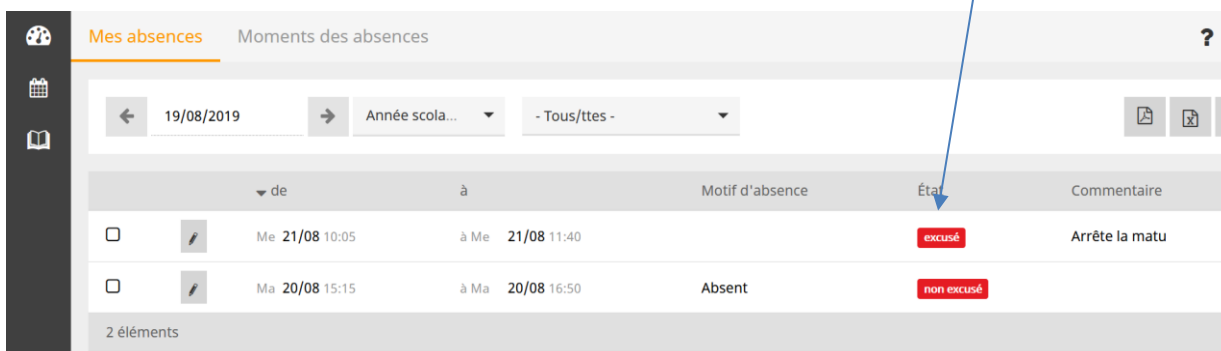 Mes absences Moments des absences ?
19/08/2019 Année scola... - Tous/ttes -
de à Motif d'absence État Commentaire
Me 21/08 10:05 à Me 21/08 11:40 excusé Arrête la matu
Ma 20/08 15:15 à Ma 20/08 16:50 Absent non excusé
2 éléments